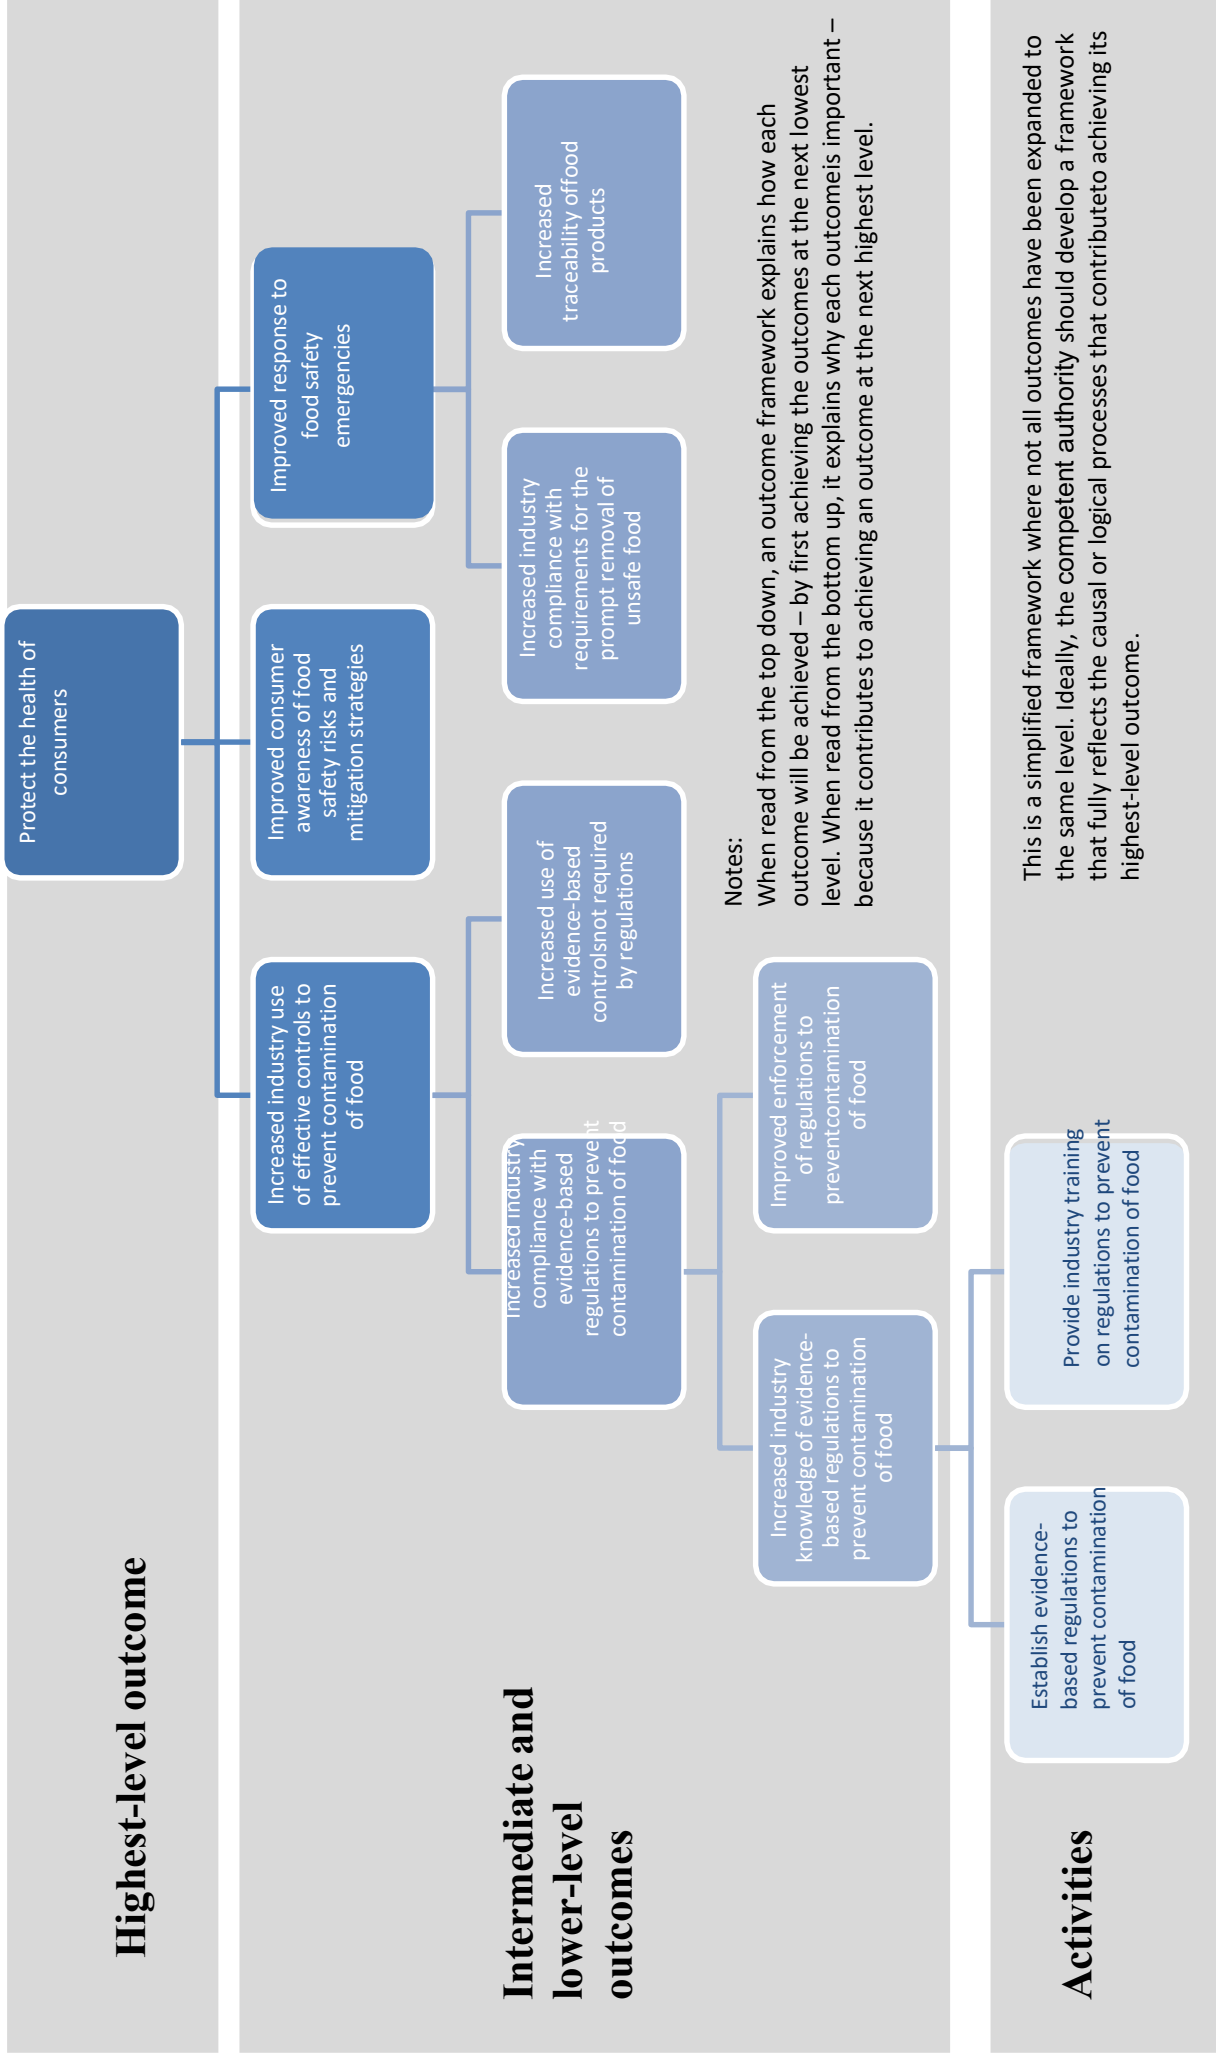 Highest-level outcome
Protect the health of
consumers
Intermediate and
lower-level
outcomes
Increased industry use
of effective controls to
prevent contamination
of food
Improved consumer
awareness of food
safety risks and
mitigation strategies
Improved response to
food safety
emergencies
Increased industry
compliance with
evidence-based
regulations to prevent
contamination of food
Increased use of
evidence-based
controlsnot required
by regulations
Increased industry
compliance with
requirements for the
prompt removal of
unsafe food
Increased
traceability offood
products
Increased industry
knowledge of evidence-
based regulations to
prevent contamination
of food
Improved enforcement
of regulations to
preventcontamination
of food
Notes:
When read from the top down, an outcome framework explains how each
outcome will be achieved – by first achieving the outcomes at the next lowest
level. When read from the bottom up, it explains why each outcomeis important –
because it contributes to achieving an outcome at the next highest level.
Activities
Establish evidence-
based regulations to
prevent contamination
of food
Provide industry training
on regulations to prevent
contamination of food
This is a simplified framework where not all outcomes have been expanded to
the same level. Ideally, the competent authority should develop a framework
that fully reflects the causal or logical processes that contributeto achieving its
highest-level outcome.